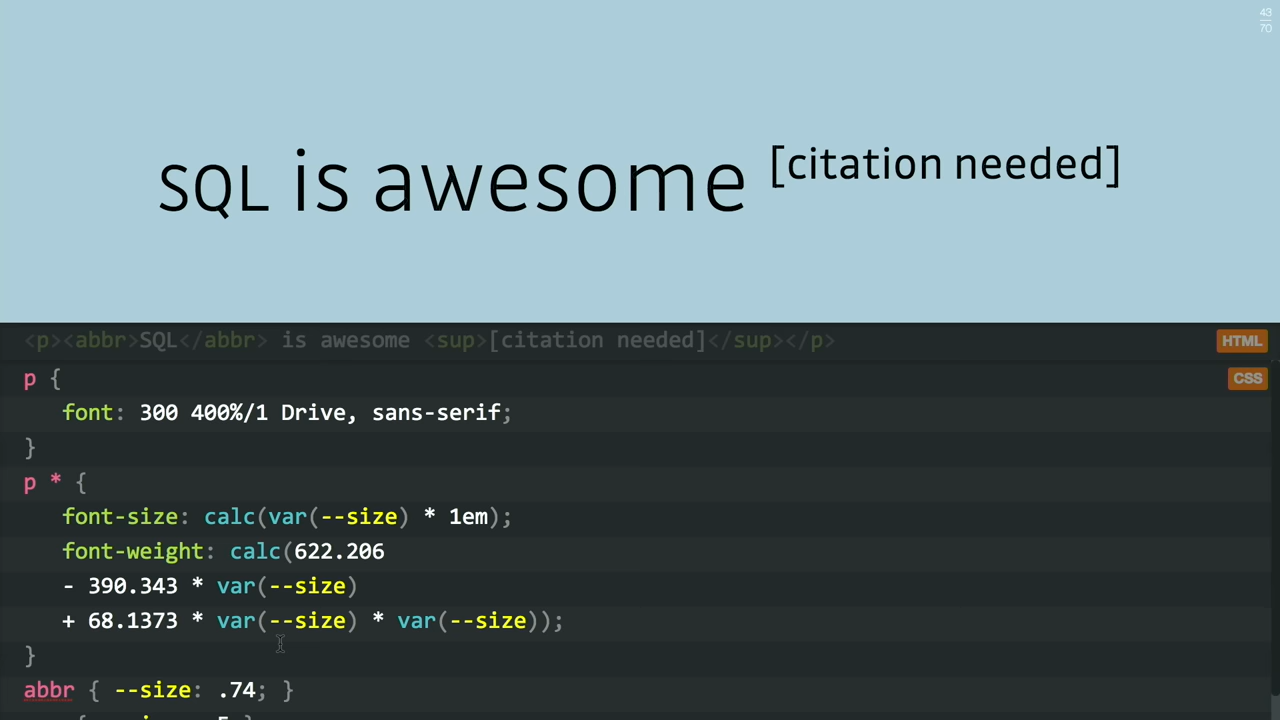 43
70
SQL is awesome [citation needed]
<p><abbr>SQL</abbr> is awesome <sup>[citation needed]</sup></p>
HTML
CSS
p {
font: 300 400%/1 Drive, sans-serif;
}
p * {
font-size: calc(var(--size) * 1em);
font-weight: calc(622.206
- 390.343 * var(--size)
+ 68.1373 * var(--size) * var(--size));
}
abbr { --size: .74; }